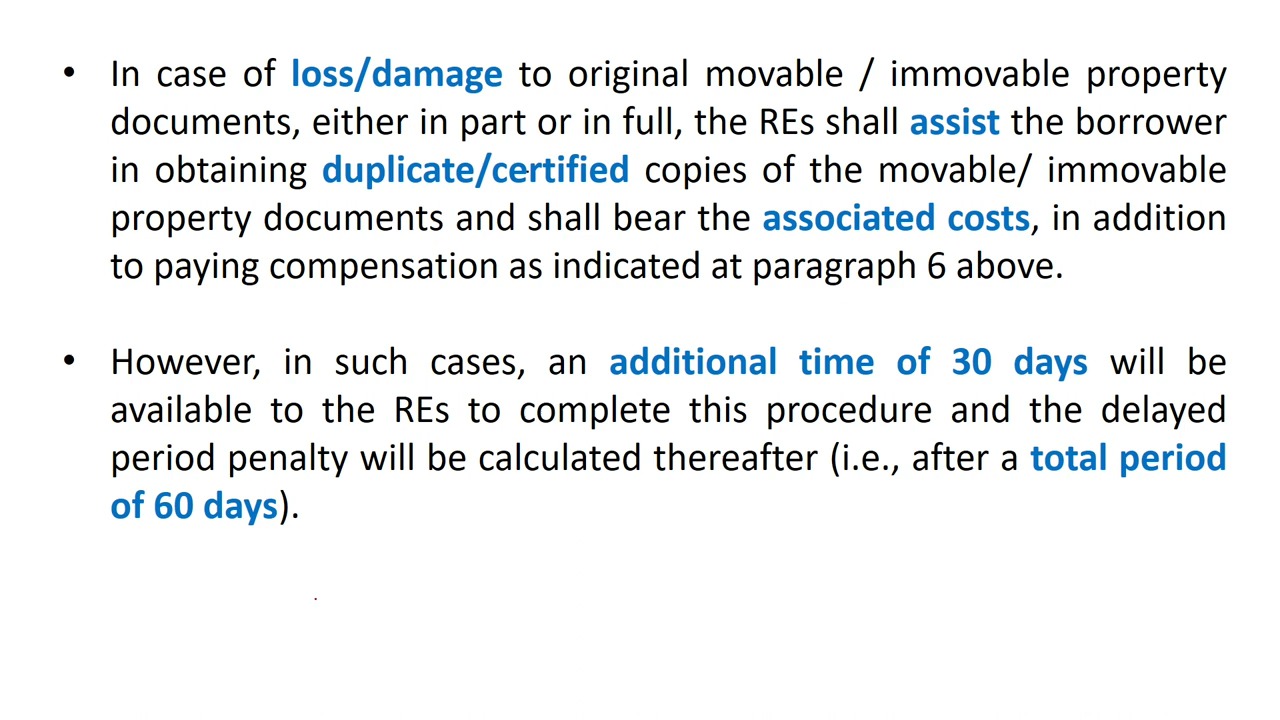 • In case of loss/damage to original movable / immovable property
documents, either in part or in full, the REs shall assist the borrower
in obtaining duplicate/certified copies of the movable/ immovable
property documents and shall bear the associated costs, in addition
to paying compensation as indicated at paragraph 6 above.
• However, in such cases, an additional time of 30 days will be
available to the REs to complete this procedure and the delayed
period penalty will be calculated thereafter (i.e., after a total period
of 60 days).